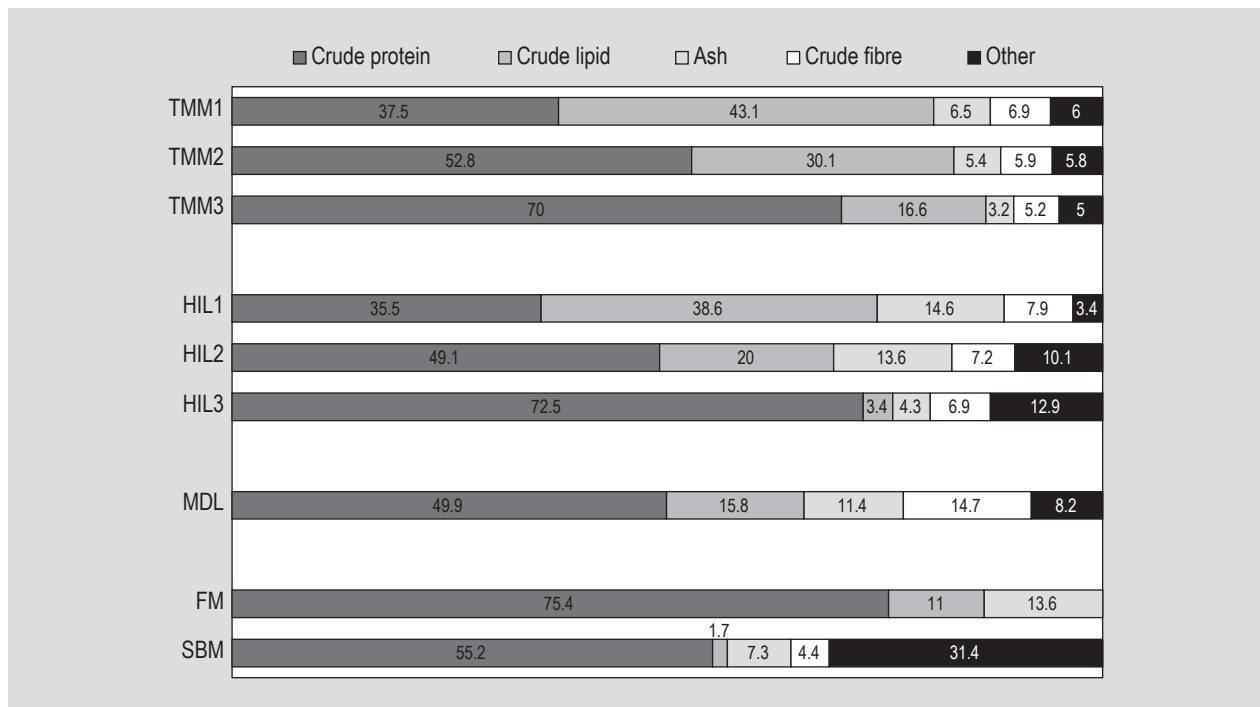 Crude protein Crude lipid Ash Crude fibre Other
TMM1 37.5 43.1 6.5 6.9 6
TMM2 52.8 30.1 5.4 5.9 5.8
TMM3 70 16.6 3.2 5.2 5
HIL1 35.5 38.6 14.6 7.9 3.4
HIL2 49.1 20 13.6 7.2 10.1
HIL3 72.5 3.4 4.3 6.9 12.9
MDL 49.9 15.8 11.4 14.7 8.2
FM 75.4 11 13.6
1.7
SBM 55.2 7.3 4.4 31.4